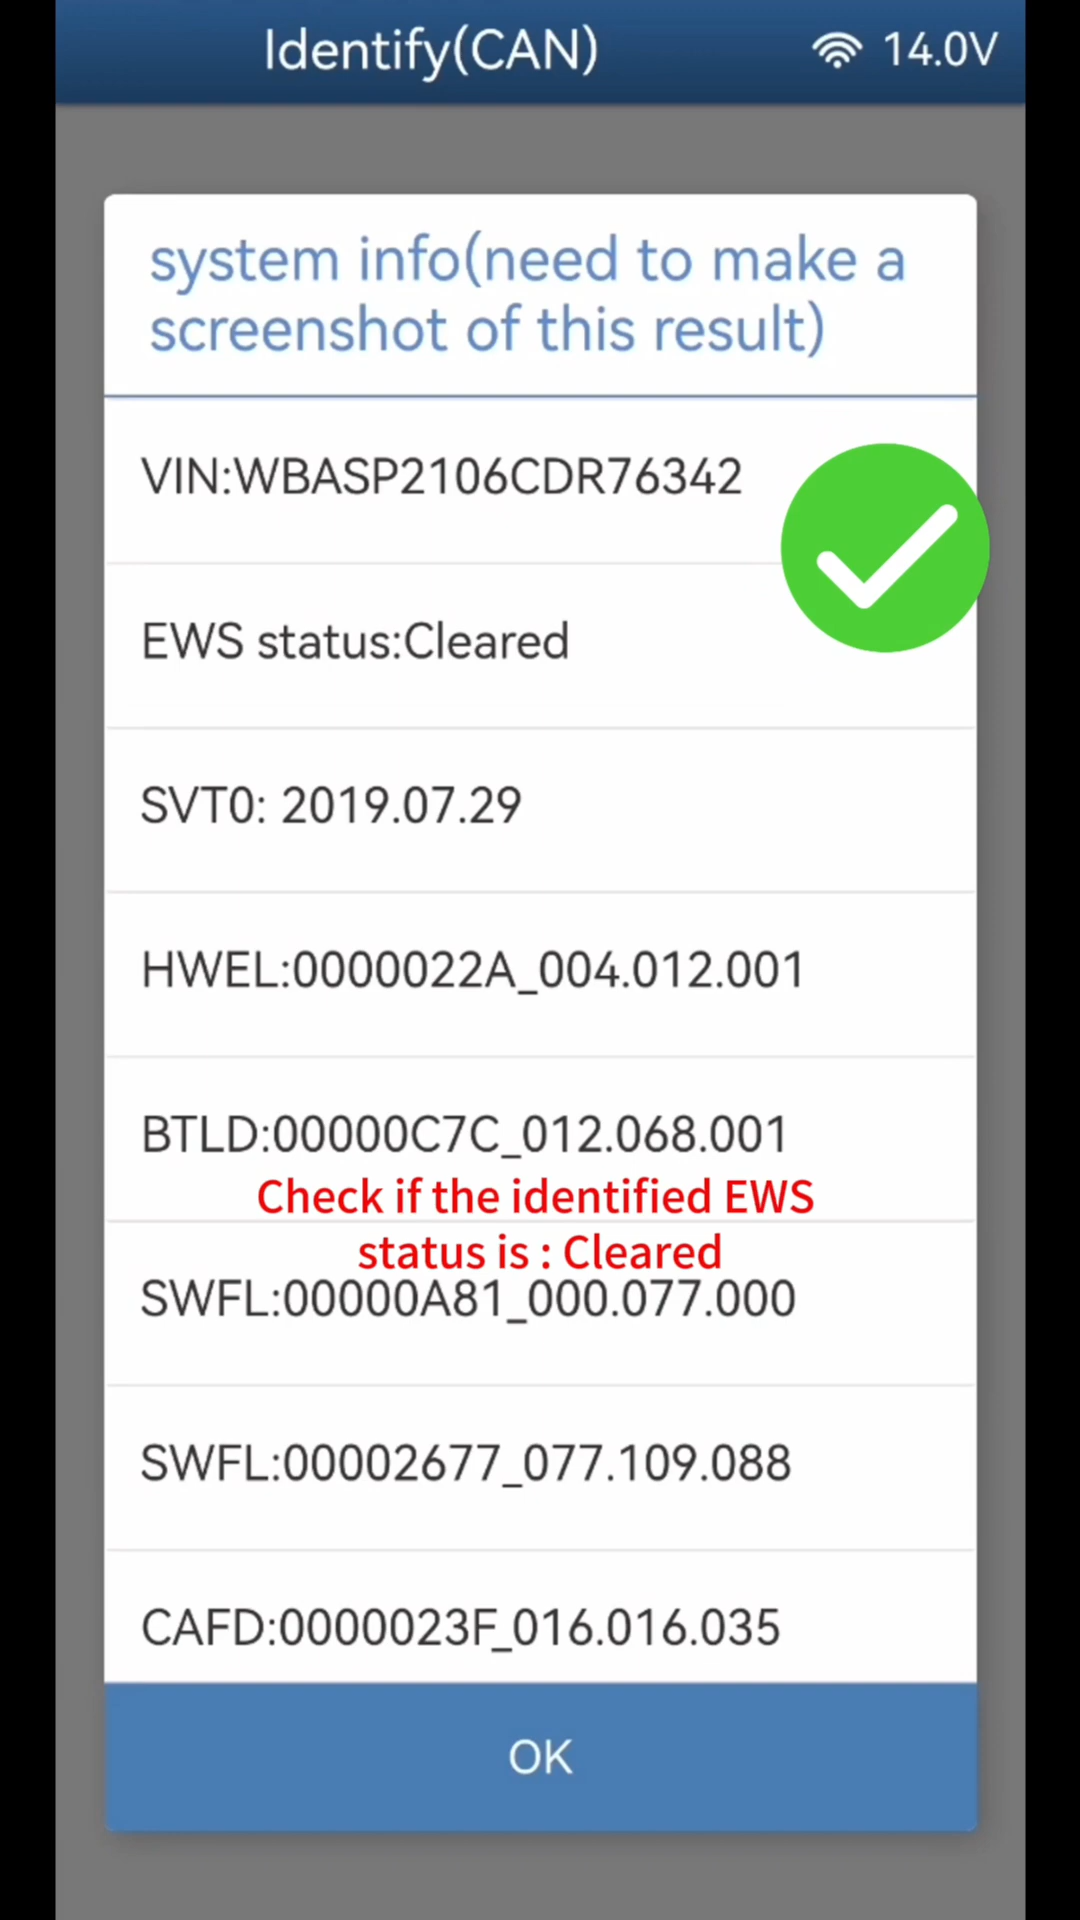 Identify(CAN)
14.0V
system info(need to make a
screenshot of this result)
VIN:WBASP2106CDR76342
EWS status:Cleared
SVT0: 2019.07.29
HWEL:0000022A_004.012.001
BTLD:00000C7C_012.068.001
Check if the identified EWS
status is : Cleared
SWFL:00000A81_000.077.000
SWFL:00002677_077.109.088
CAFD:0000023F_016.016.035
OK